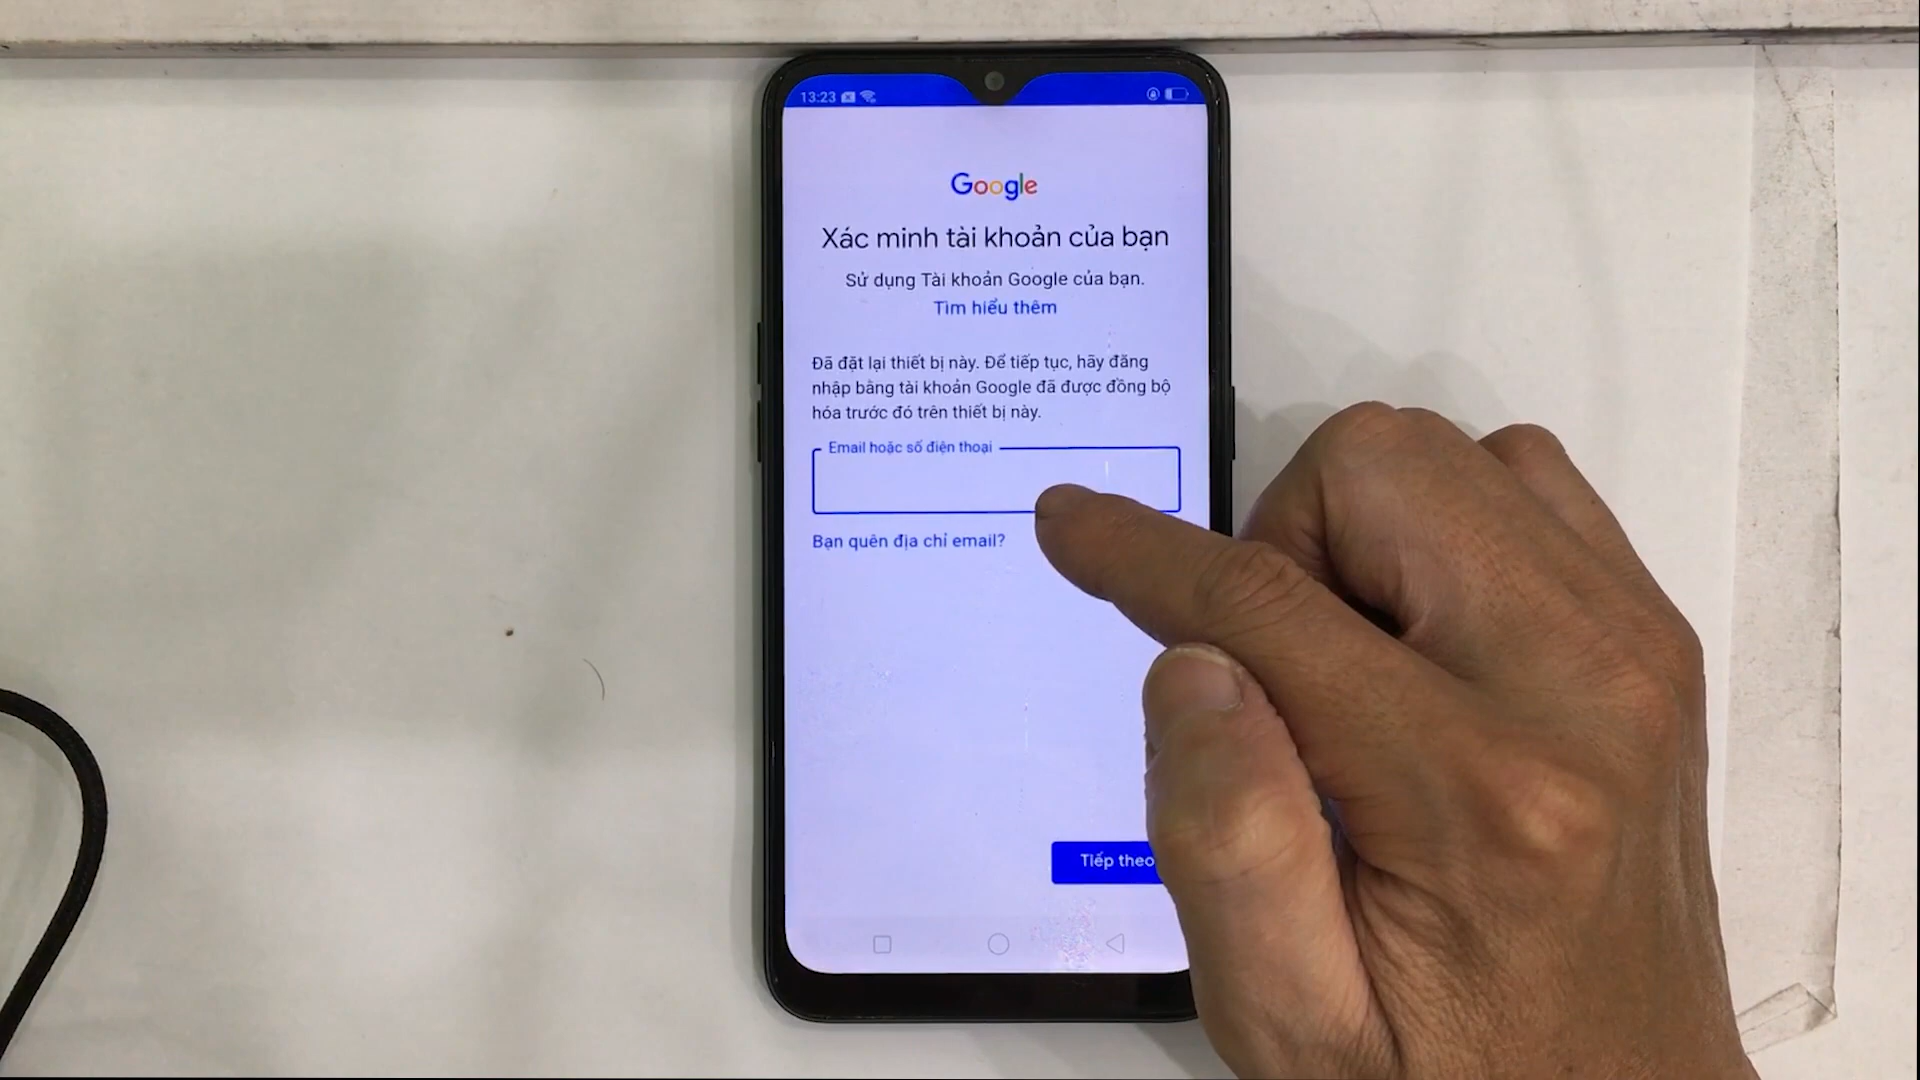 13:23
Google
Xác minh tài khoản của bạn
Sử dụng Tài khoản Google của bạn.
Tìm hiểu thêm
Đã đặt lại thiết bị này. Để tiếp tục, hãy đăng
nhập bằng tài khoản Google đã được đồng bộ
hóa trước đó trên thiết bị này.
Email hoặc số điện thoại
Bạn quên địa chỉ email?
Tiếp theo